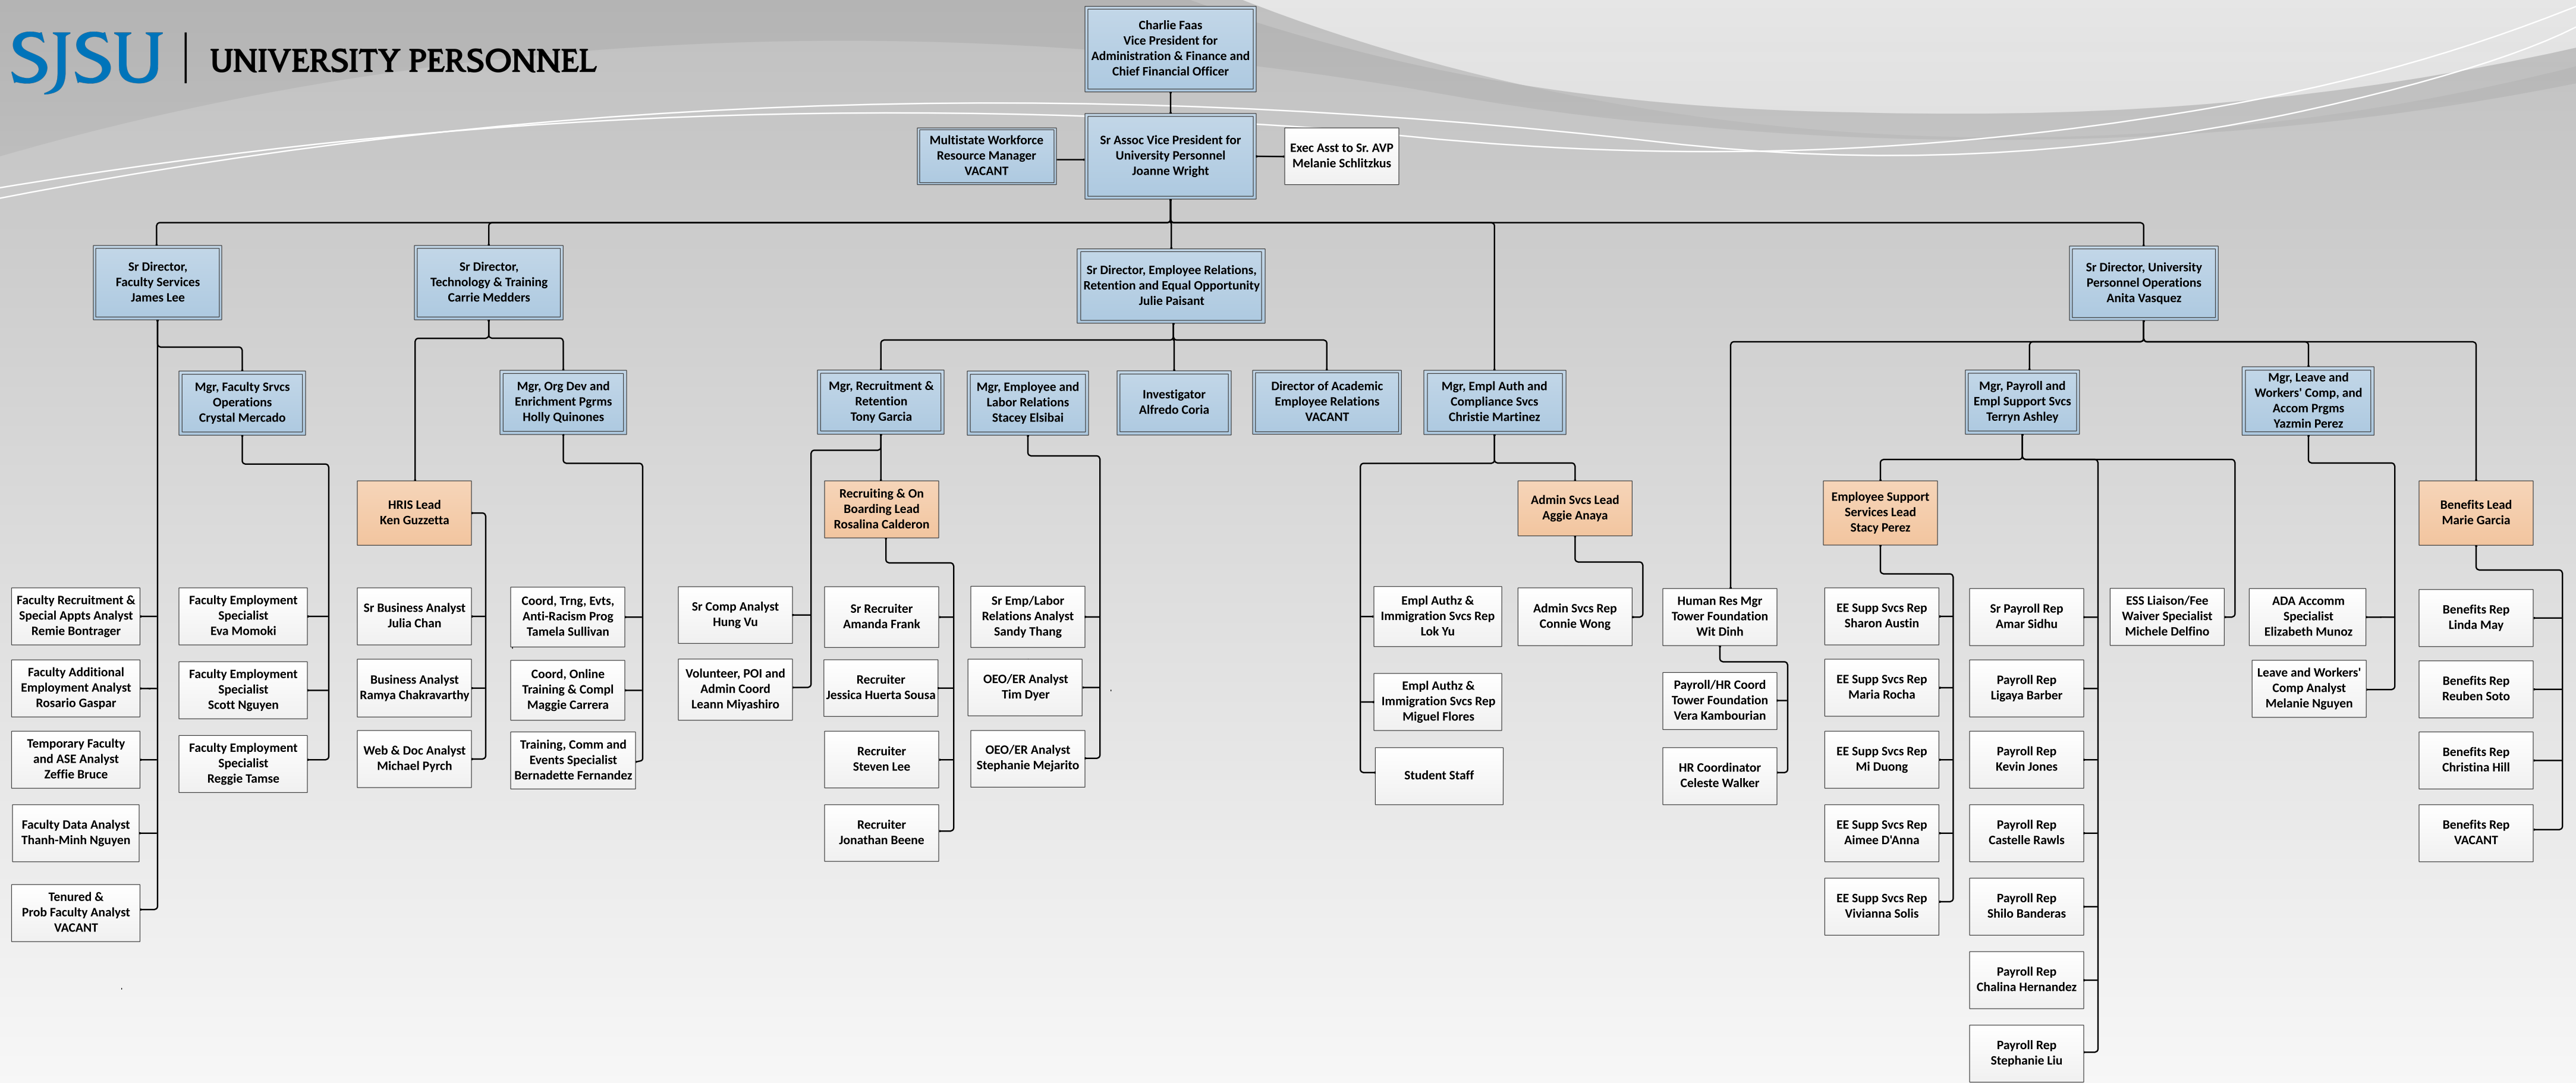 SJSU | UNIVERSITY PERSONNEL
Charlie Faas
Vice President for
Administration & Finance and
Chief Financial Officer
Multistate Workforce
Resource Manager
VACANT
Sr Assoc Vice President for
University Personnel
Joanne Wright
Exec Asst to Sr. AVP
Melanie Schlitzkus
Sr Director,
Faculty Services
James Lee
Sr Director,
Technology & Training
Carrie Medders
Sr Director, Employee Relations,
Retention and Equal Opportunity
Julie Paisant
Sr Director, University
Personnel Operations
Anita Vasquez
Mgr, Faculty Srvcs
Operations
Crystal Mercado
Mgr, Org Dev and
Enrichment Pgrms
Holly Quinones
Mgr, Recruitment &
Retention
Tony Garcia
Mgr, Employee and
Labor Relations
Stacey Elsibai
Investigator
Alfredo Coria
Director of Academic
Employee Relations
VACANT
Mgr, Empl Auth and
Compliance Svcs
Christie Martinez
Mgr, Payroll and
Empl Support Svcs
Terryn Ashley
Mgr, Leave and
Workers' Comp, and
Accom Prgms
Yazmin Perez
HRIS Lead
Ken Guzzetta
Recruiting & On
Boarding Lead
Rosalina Calderon
Admin Svcs Lead
Aggie Anaya
Employee Support
Services Lead
Stacy Perez
Benefits Lead
Marie Garcia
Faculty Recruitment &
Special Appts Analyst
Remie Bontrager
Faculty Additional
Employment Analyst
Rosario Gaspar
Temporary Faculty
and ASE Analyst
Zeffie Bruce
Faculty Data Analyst
Thanh-Minh Nguyen
Tenured &
Prob Faculty Analyst
VACANT
Faculty Employment
Specialist
Eva Momoki
Faculty Employment
Specialist
Scott Nguyen
Faculty Employment
Specialist
Reggie Tamse
Sr Business Analyst
Julia Chan
Business Analyst
Ramya Chakravarthy
Web & Doc Analyst
Michael Pyrch
Coord, Trng, Evts,
Anti-Racism Prog
Tamela Sullivan
Coord, Online
Training & Compl
Maggie Carrera
Training, Comm and
Events Specialist
Bernadette Fernandez
Sr Comp Analyst
Hung Vu
Volunteer, POI and
Admin Coord
Leann Miyashiro
Sr Recruiter
Amanda Frank
Recruiter
Jessica Huerta Sousa
Recruiter
Steven Lee
Recruiter
Jonathan Beene
Sr Emp/Labor
Relations Analyst
Sandy Thang
OEO/ER Analyst
Tim Dyer
OEO/ER Analyst
Stephanie Mejarito
Empl Authz &
Immigration Svcs Rep
Lok Yu
Empl Authz &
Immigration Svcs Rep
Miguel Flores
Student Staff
Admin Svcs Rep
Connie Wong
Human Res Mgr
Tower Foundation
Wit Dinh
Payroll/HR Coord
Tower Foundation
Vera Kambourian
HR Coordinator
Celeste Walker
EE Supp Svcs Rep
Sharon Austin
EE Supp Svcs Rep
Maria Rocha
EE Supp Svcs Rep
Mi Duong
EE Supp Svcs Rep
Aimee D'Anna
EE Supp Svcs Rep
Vivianna Solis
Sr Payroll Rep
Amar Sidhu
Payroll Rep
Ligaya Barber
Payroll Rep
Kevin Jones
Payroll Rep
Castelle Rawls
Payroll Rep
Shilo Banderas
Payroll Rep
Chalina Hernandez
Payroll Rep
Stephanie Liu
ESS Liaison/Fee
Waiver Specialist
Michele Delfino
ADA Accomm
Specialist
Elizabeth Munoz
Leave and Workers'
Comp Analyst
Melanie Nguyen
Benefits Rep
Linda May
Benefits Rep
Reuben Soto
Benefits Rep
Christina Hill
Benefits Rep
VACANT